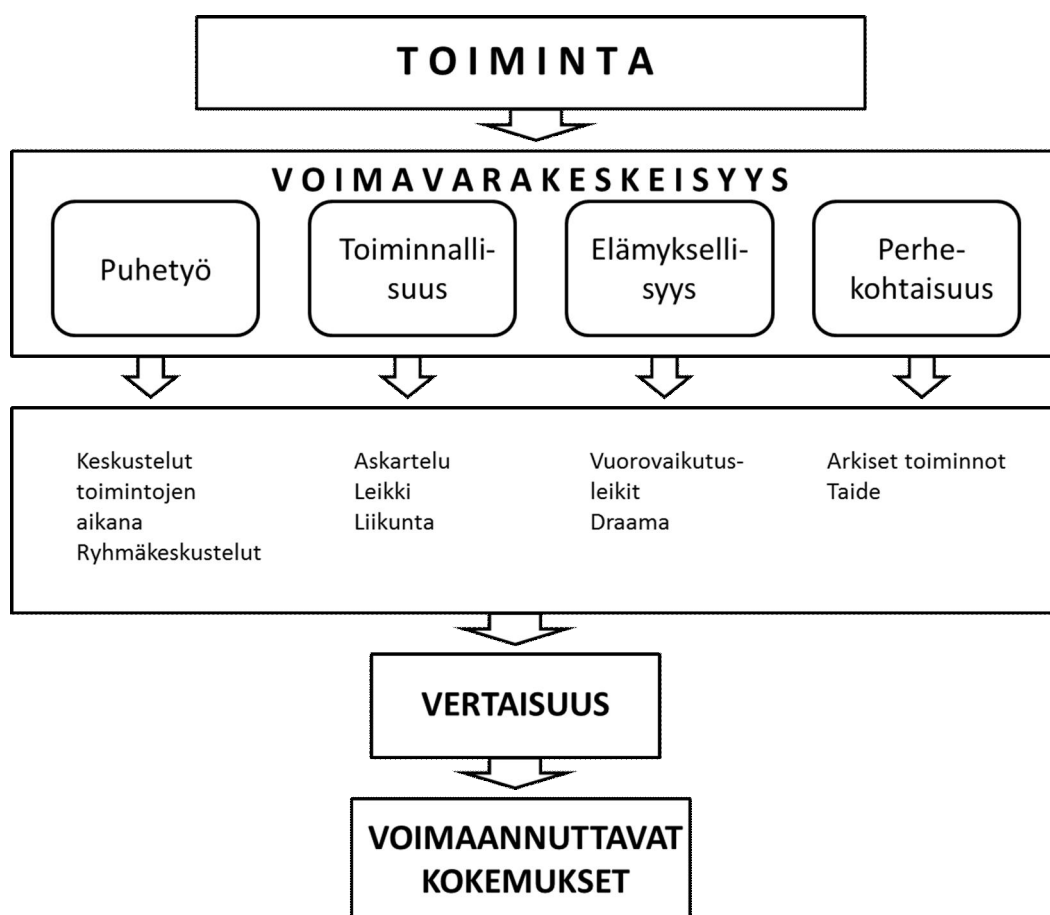 TOIMINTA
VOIMAVARAKESKEISYYS
Puhetyö
Toiminnalli-
suus
Elämyksellі-
syys
Perhe-
kohtaisuus
Keskustelut
toimintojen
aikana
Ryhmäkeskustelut
Askartelu
Leikki
Liikunta
Vuorovaikutus-
leikit
Draama
Arkiset toiminnot
Taide
VERTAISUUS
VOIMAANNUTTAVAT
KOKEMUKSET